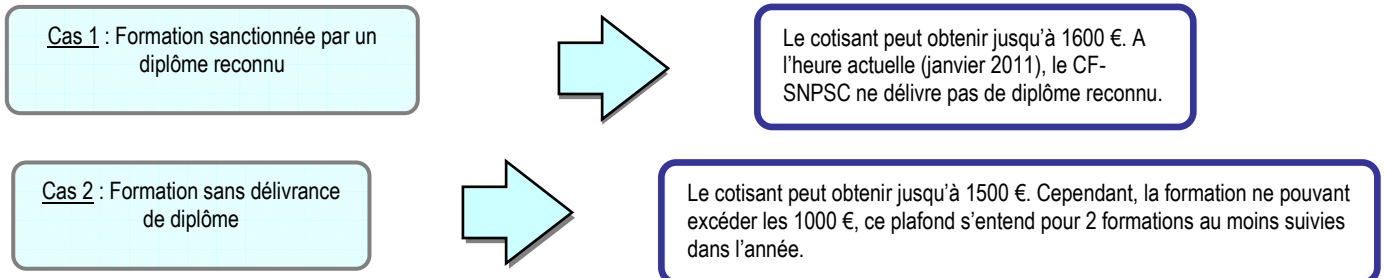 Cas 1 : Formation sanctionnée par un
diplôme reconnu
Le cotisant peut obtenir jusqu'à 1600 €. A
l'heure actuelle (janvier 2011), le CF-
SNPSC ne délivre pas de diplôme reconnu.
Cas 2 : Formation sans délivrance
de diplôme
Le cotisant peut obtenir jusqu'à 1500 €. Cependant, la formation ne pouvant
excéder les 1000 €, ce plafond s'entend pour 2 formations au moins suivies
dans l'année.